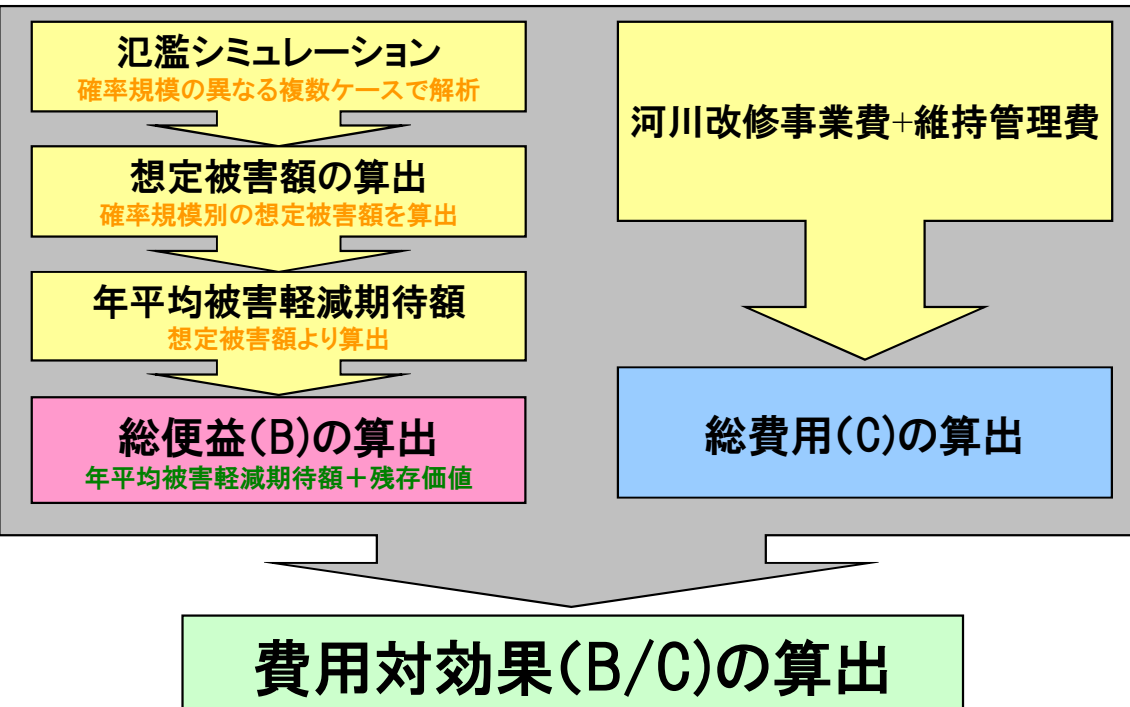 氾濫シミュレーション
確率規模の異なる複数ケースで解析
想定被害額の算出
確率規模別の想定被害額を算出
年平均被害軽減期待額
想定被害額より算出
総便益(B)の算出
年平均被害軽減期待額＋残存価値
河川改修事業費+維持管理費
総費用(C)の算出
費用対効果(B/C)の算出